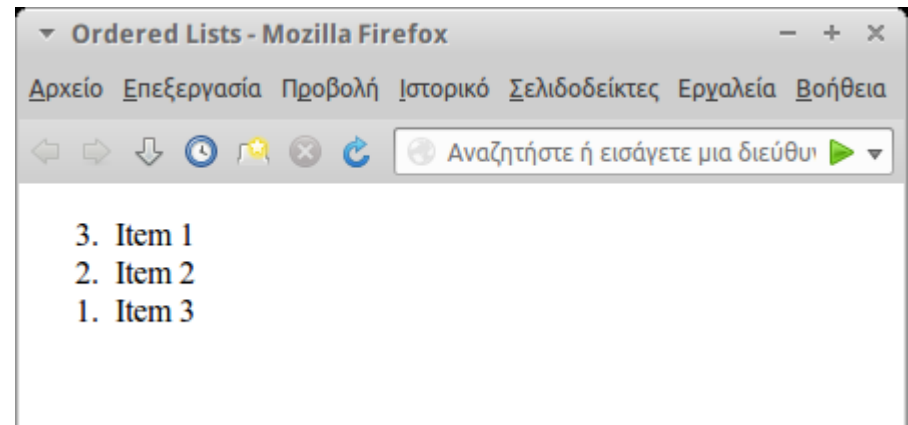 Ordered Lists - Mozilla Firefox
Αρχείο Επεξεργασία Προβολή Ιστορικό Σελιδοδείκτες Εργαλεία Βοήθεια
Αναζητήστε ή εισάγετε μια διεύθυν
3. Item 1
2. Item 2
1. Item 3